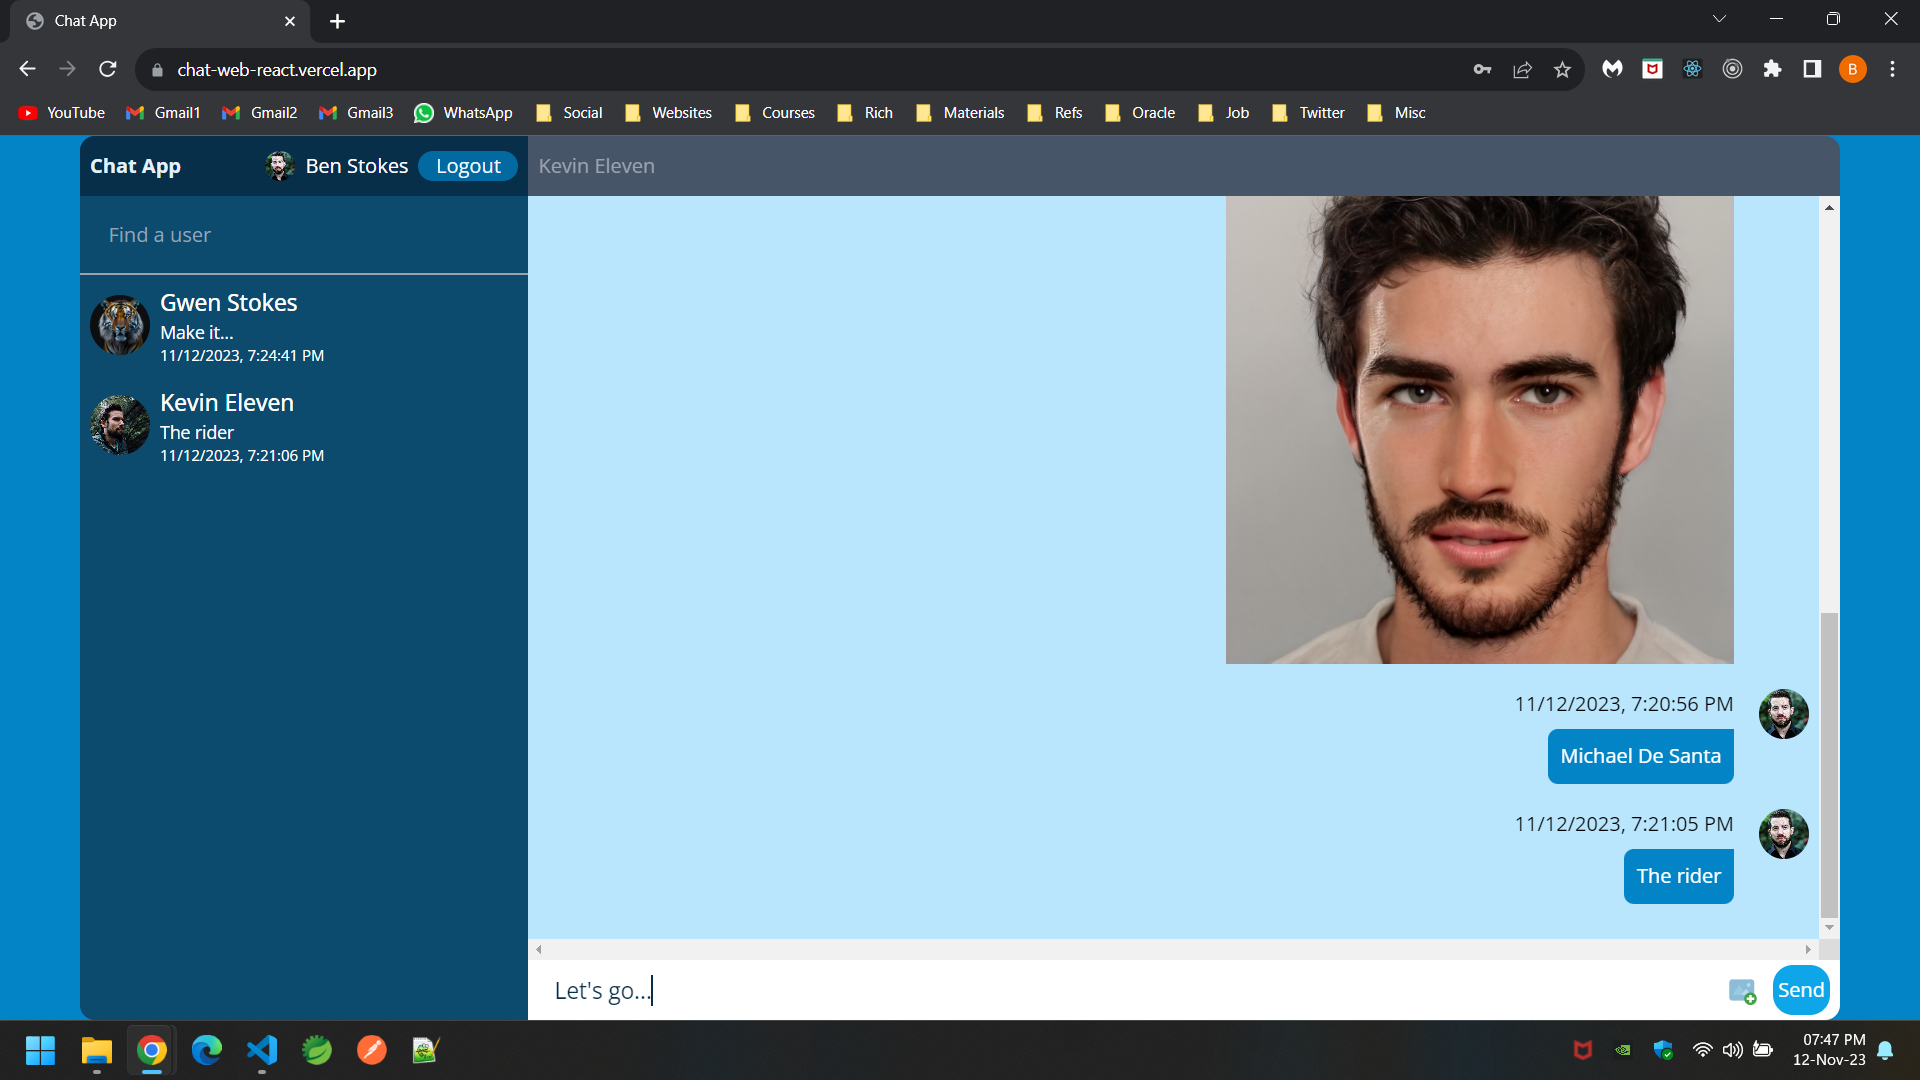 Chat App
chat-web-react.vercel.app
B
YouTube Gmail1 Gmail2 Gmail3 WhatsApp Social Websites Courses Rich Materials Refs Oracle Job Twitter Misc
Chat App Ben Stokes Logout
Kevin Eleven
Find a user
Gwen Stokes
Make it...
11/12/2023, 7:24:41 PM
Kevin Eleven
The rider
11/12/2023, 7:21:06 PM
11/12/2023, 7:20:56 PM
Michael De Santa
11/12/2023, 7:21:05 PM
The rider
Let's go...
Send
07:47 PM
12-Nov-23